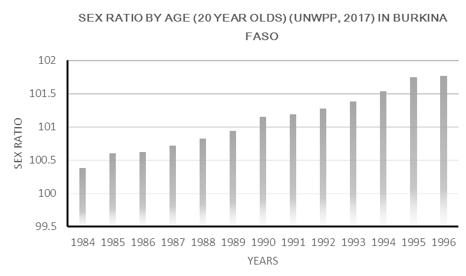 SEX RATIO BY AGE (20 YEAR OLDS) (UNWPP, 2017) IN BURKINA
FASO
102
101.5
101
100.5
100
99.5
SEX RATIO
1984 1985 1986 1987 1988 1989 1990 1991 1992 1993 1994 1995 1996
YEARS